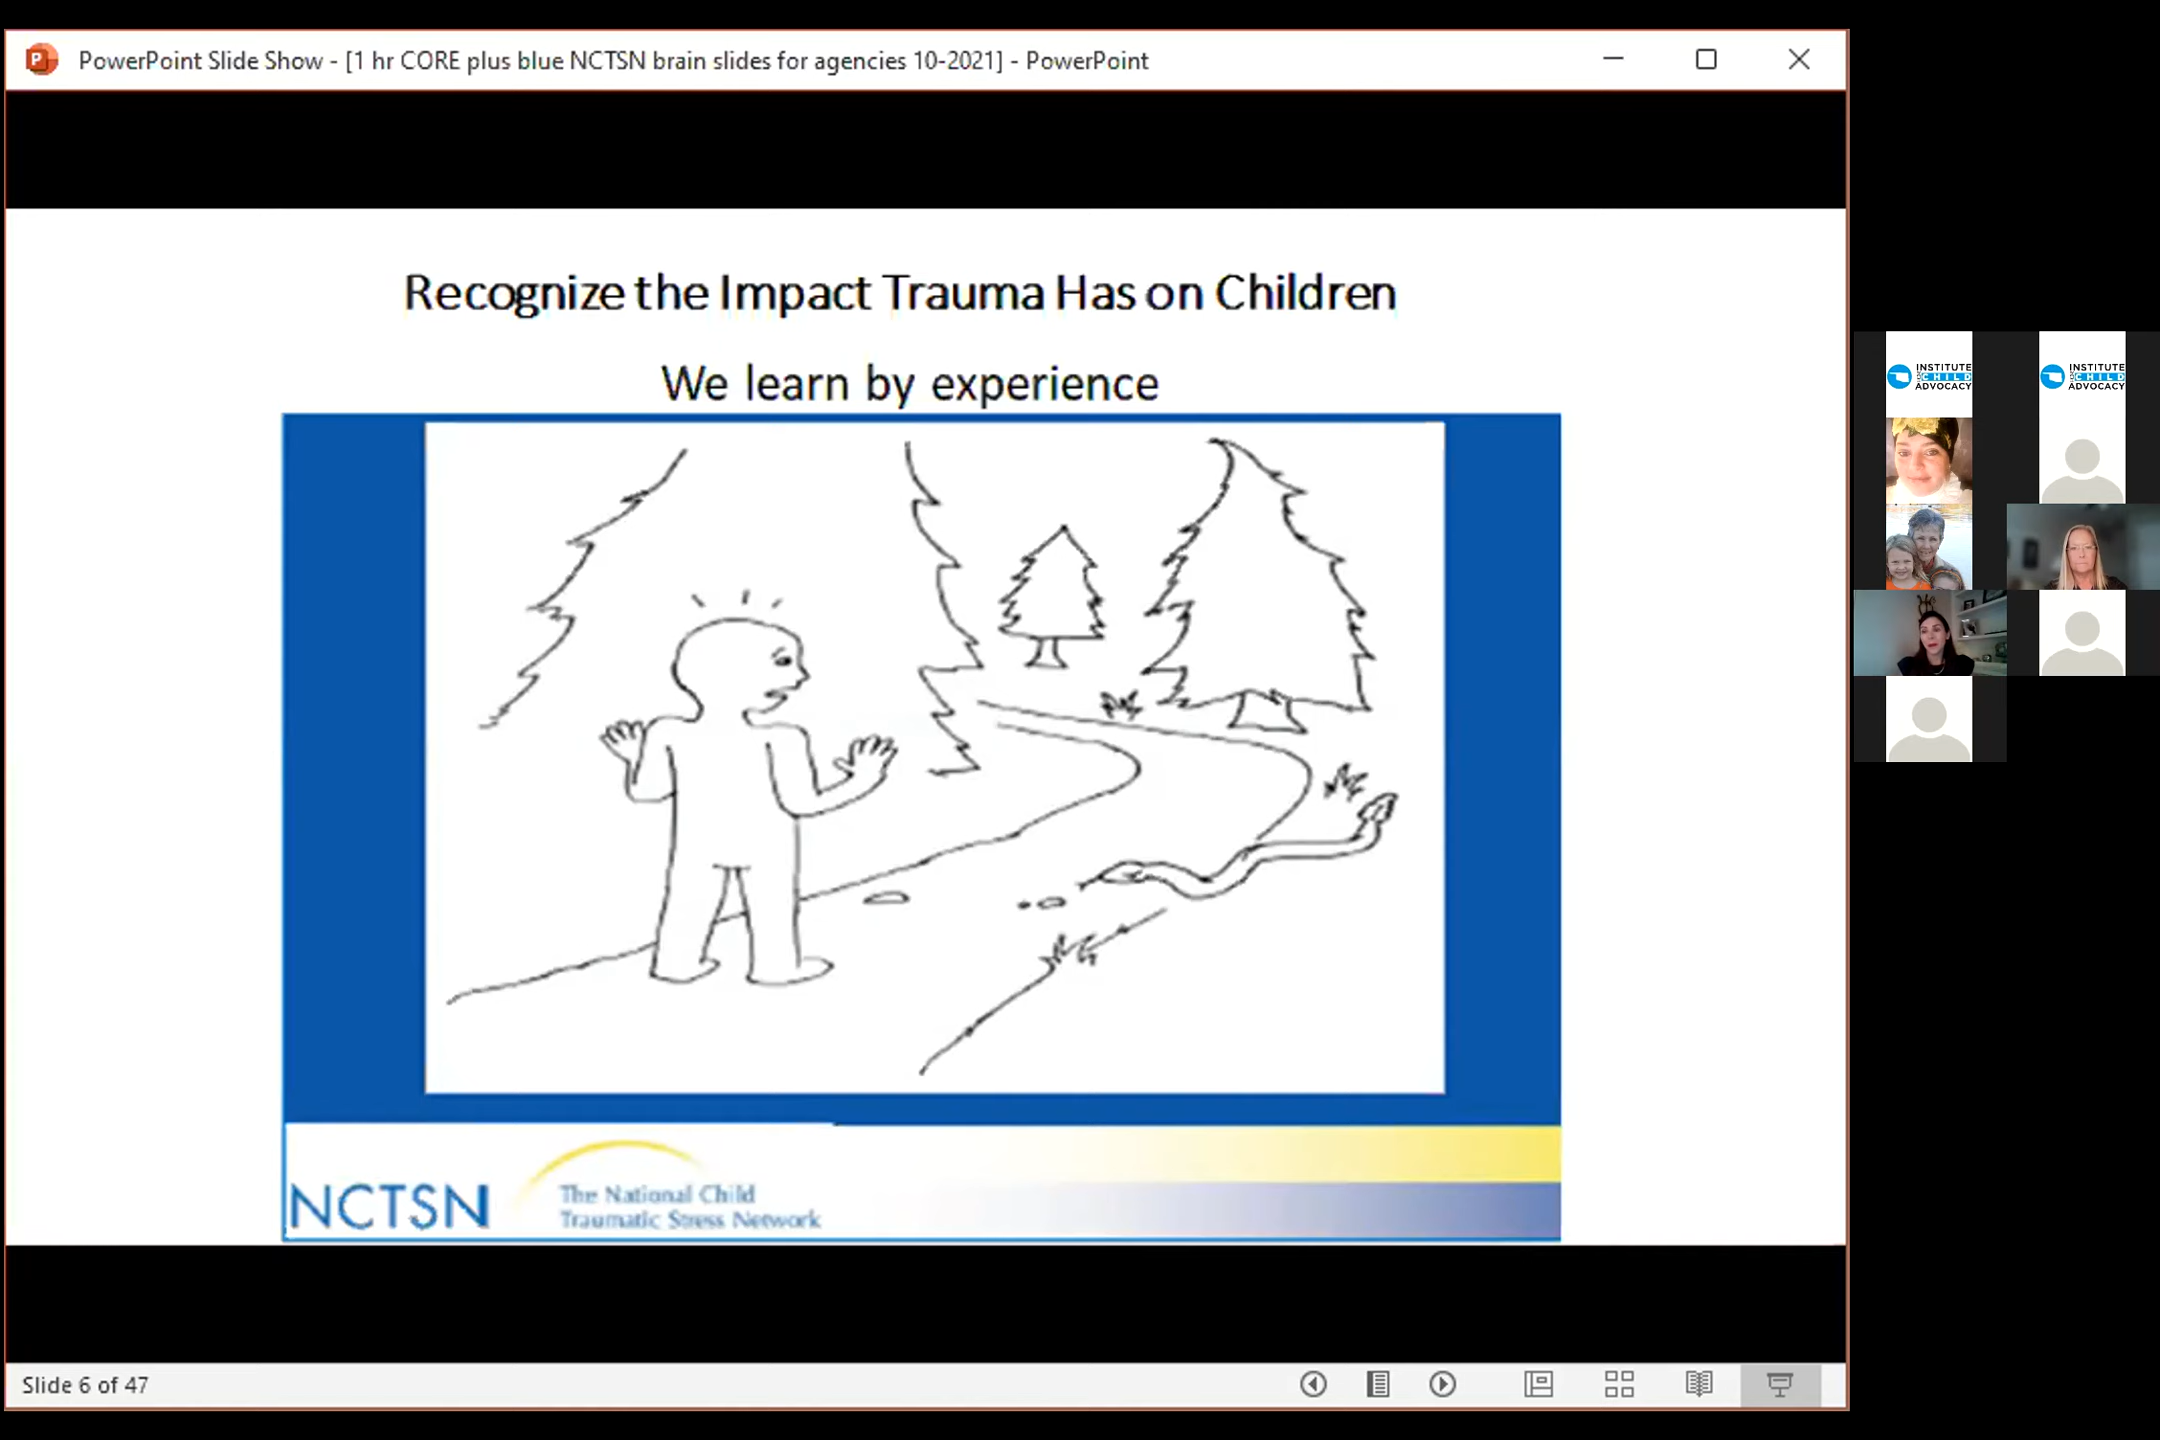 PowerPoint Slide Show - [1 hr CORE plus blue NCTSN brain slides for agencies 10-2021] - PowerPoint
Recognize the Impact Trauma Has on Children
We learn by experience
NCTSN
The National Child
Traumatic Stress Network
INSTITUTE
CHILD
ADVOCACY
INSTITUTE
CHILD
ADVOCACY
Slide 6 of 47